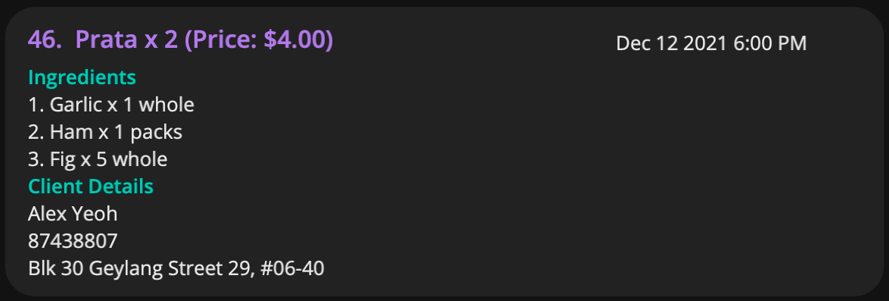 46. Prata x 2 (Price: $4.00)
Dec 12 2021 6:00 PM
Ingredients
1. Garlic x 1 whole
2. Ham x 1 packs
3. Fig x 5 whole
Client Details
Alex Yeoh
87438807
Blk 30 Geylang Street 29, #06-40